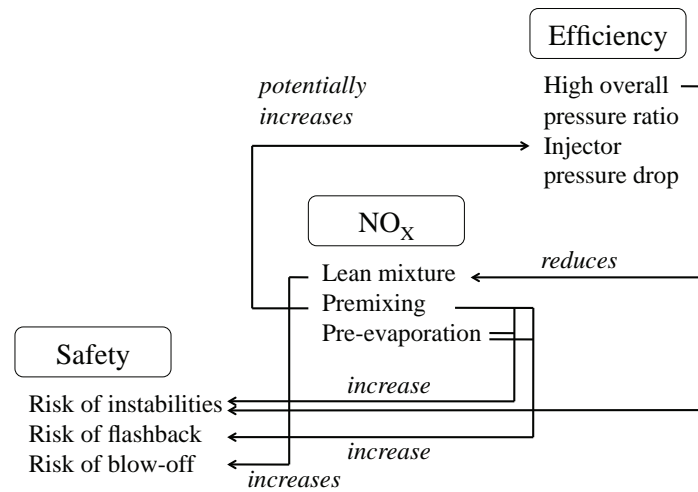 Efficiency
High overall
pressure ratio
Injector
pressure drop
potentially
increases
NOX
Lean mixture
Premixing
Pre-evaporation
reduces
Safety
Risk of instabilities
Risk of flashback
Risk of blow-off
increase
increase
increases